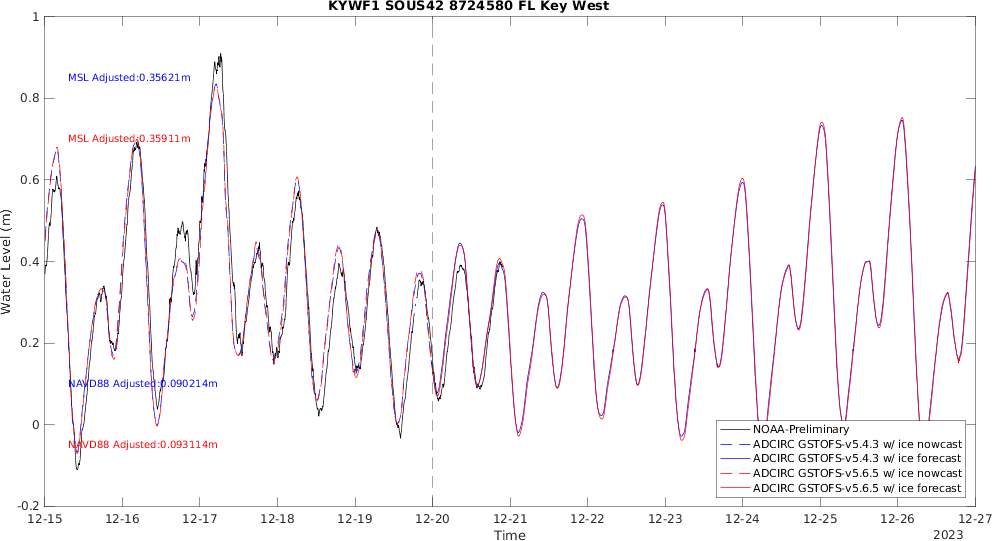 KYWF1 SOUS42 8724580 FL Key West
1
0.8
0.6
0.4
0.2
0
-0.2
Water Level (m)
MSL Adjusted:0.35621m
MSL Adjusted:0.35911m
NAVD88 Adjusted:0.090214m
NAVD88 Adjusted:0.093114m
NOAA-Preliminary
ADCIRC GSTOFS-v5.4.3 w/ ice nowcast
ADCIRC GSTOFS-v5.4.3 w/ ice forecast
ADCIRC GSTOFS-v5.6.5 w/ ice nowcast
ADCIRC GSTOFS-v5.6.5 w/ ice forecast
12-15 12-16 12-17 12-18 12-19 12-20 12-21 12-22 12-23 12-24 12-25 12-26 12-27
Time
2023